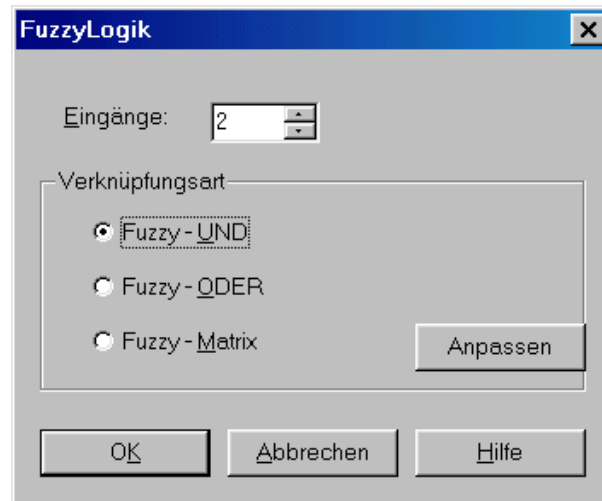 FuzzyLogik
Eingänge: 2
Verknüpfungsart
Fuzzy - UND
Fuzzy - ODER
Fuzzy - Matrix
Anpassen
OK Abbrechen Hilfe